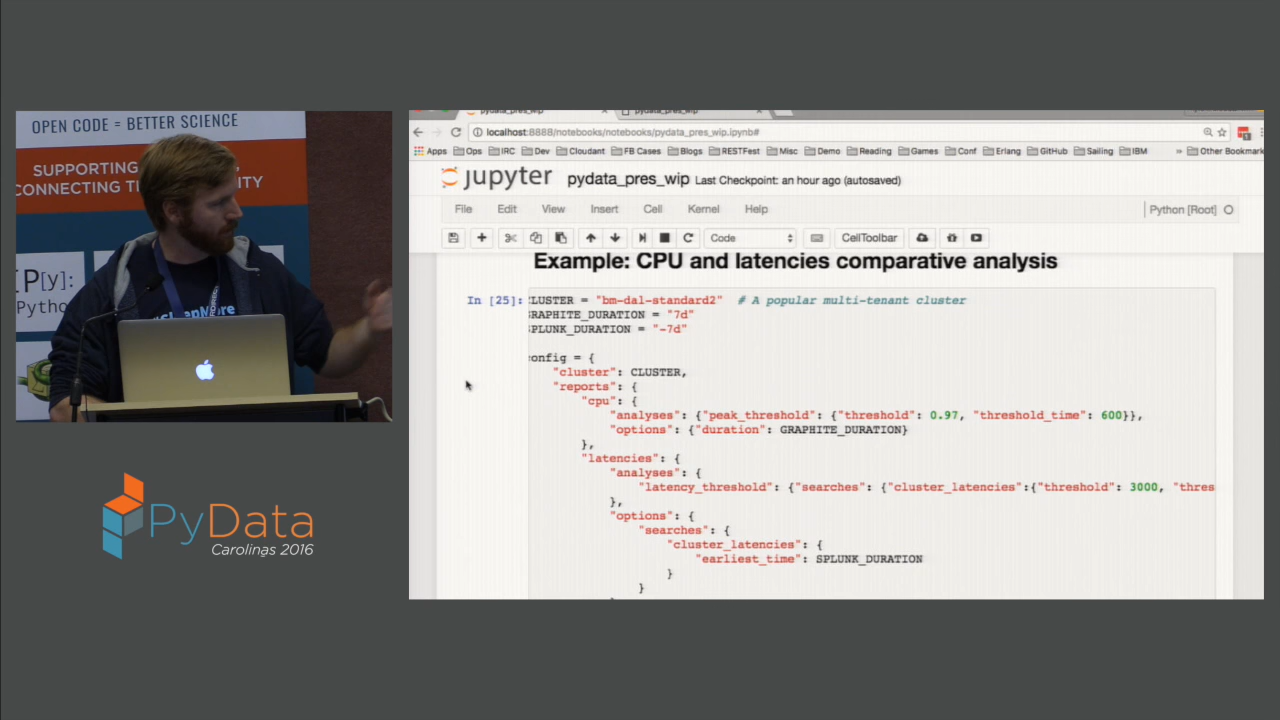 OPEN CODE = BETTER SCIENCE
SUPPORTING
CONNECTING
ITY
P[y]:
Pytho
PyData
Carolinas 2016
pydata_pres_wip
pydata_pres_wip
localhost:8888/notebooks/notebooks/pydata_pres_wip.ipynb#
Apps Ops IRC Dev Cloudant FB Cases Blogs RESTFest Misc Demo Reading Games Conf Erlang GitHub Sailing IBM » Other Bookmark
jupyter pydata_pres_wip Last Checkpoint: an hour ago (autosaved)
File Edit View Insert Cell Kernel Help Python [Root]
Code CellToolbar
Example: CPU and latencies comparative analysis
In [25]: CLUSTER = "bm-dal-standard2" # A popular multi-tenant cluster
GRAPHITE_DURATION = "7d"
SPLUNK_DURATION = "-7d"
config = {
"cluster": CLUSTER,
"reports": {
"cpu": {
"analyses": {"peak_threshold": {"threshold": 0.97, "threshold_time": 600}},
"options": {"duration": GRAPHITE_DURATION}
},
"latencies": {
"analyses": {
"latency_threshold": {"searches": {"cluster_latencies":{"threshold": 3000, "thres
},
"options": {
"searches": {
"cluster_latencies": {
"earliest_time": SPLUNK_DURATION
}
}